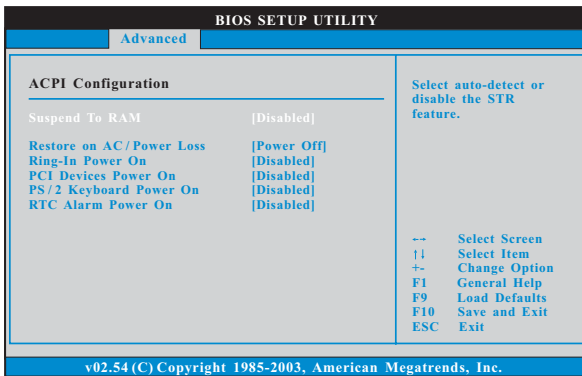 BIOS SETUP UTILITY
Advanced
ACPI Configuration
Suspend To RAM [Disabled]
Restore on AC / Power Loss [Power Off]
Ring-In Power On [Disabled]
PCI Devices Power On [Disabled]
PS / 2 Keyboard Power On [Disabled]
RTC Alarm Power On [Disabled]
Select auto-detect or
disable the STR
feature.
←→ Select Screen
↑↓ Select Item
+- Change Option
F1 General Help
F9 Load Defaults
F10 Save and Exit
ESC Exit
v02.54 (C) Copyright 1985-2003, American Megatrends, Inc.